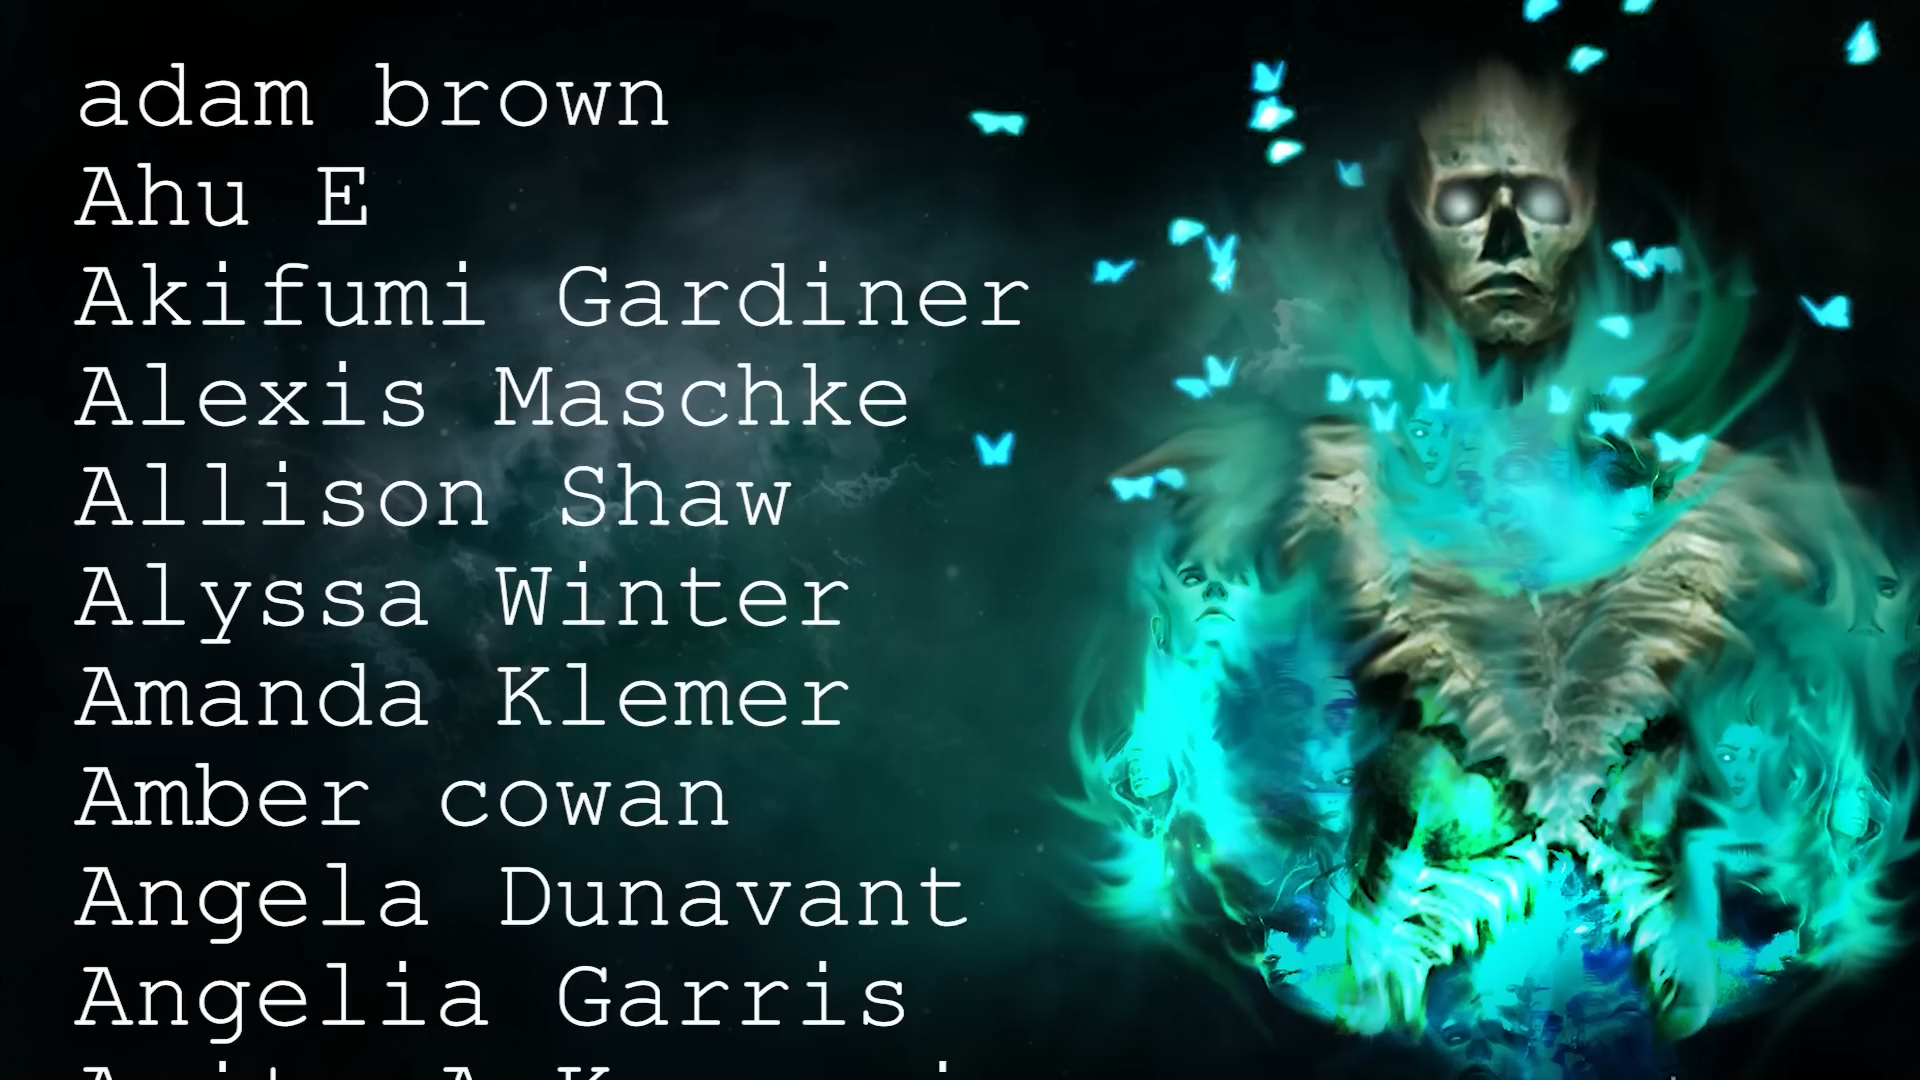 adam brown
Ahu E
Akifumi Gardiner
Alexis Maschke
Allison Shaw
Alyssa Winter
Amanda Klemer
Amber cowan
Angela Dunavant
Angelia Garris